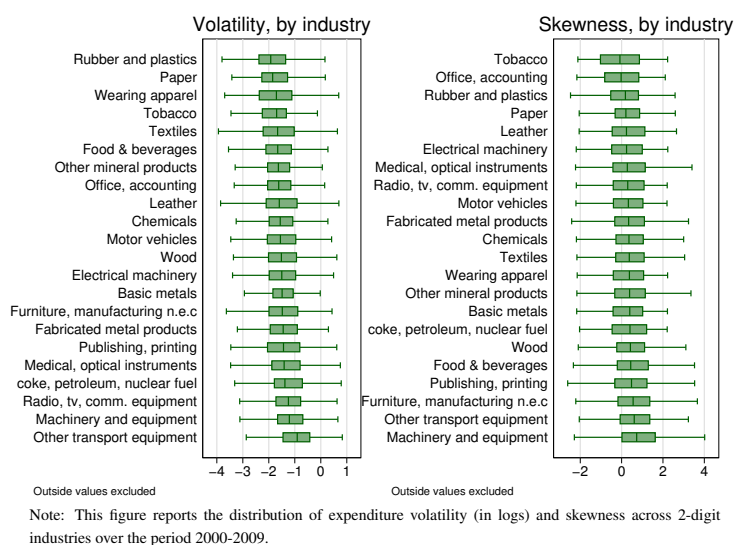 Volatility, by industry
Rubber and plastics
Paper
Wearing apparel
Tobacco
Textiles
Food & beverages
Other mineral products
Office, accounting
Leather
Chemicals
Motor vehicles
Wood
Electrical machinery
Basic metals
Furniture, manufacturing n.e.c
Fabricated metal products
Publishing, printing
Medical, optical instruments
coke, petroleum, nuclear fuel
Radio, tv, comm. equipment
Machinery and equipment
Other transport equipment
−4 −3 −2 −1 0 1
Outside values excluded
Skewness, by industry
Tobacco
Office, accounting
Rubber and plastics
Paper
Leather
Electrical machinery
Medical, optical instruments
Radio, tv, comm. equipment
Motor vehicles
Fabricated metal products
Chemicals
Textiles
Wearing apparel
Other mineral products
Basic metals
coke, petroleum, nuclear fuel
Wood
Food & beverages
Publishing, printing
Furniture, manufacturing n.e.c
Other transport equipment
Machinery and equipment
−2 0 2 4
Outside values excluded
Note: This figure reports the distribution of expenditure volatility (in logs) and skewness across 2-digit
industries over the period 2000-2009.